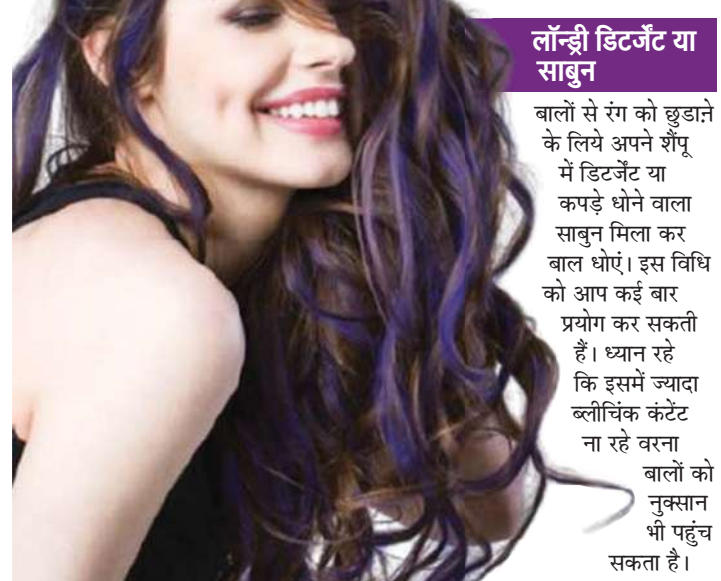 लॉन्ड्री डिटर्जेंट या
साबुन
बालों से रंग को छुडाऩे
के लिये अपने शैंपू
में डिटर्जेंट या
कपड़े धोने वाला
साबुन मिला कर
बाल धोएं। इस विधि
को आप कई बार
प्रयोग कर सकती
हैं। ध्यान रहे
कि इसमें ज्यादा
ब्लीचिंक कंटेंट
ना रहे वरना
बालों को
नुक्सान
भी पहुंच
सकता है।